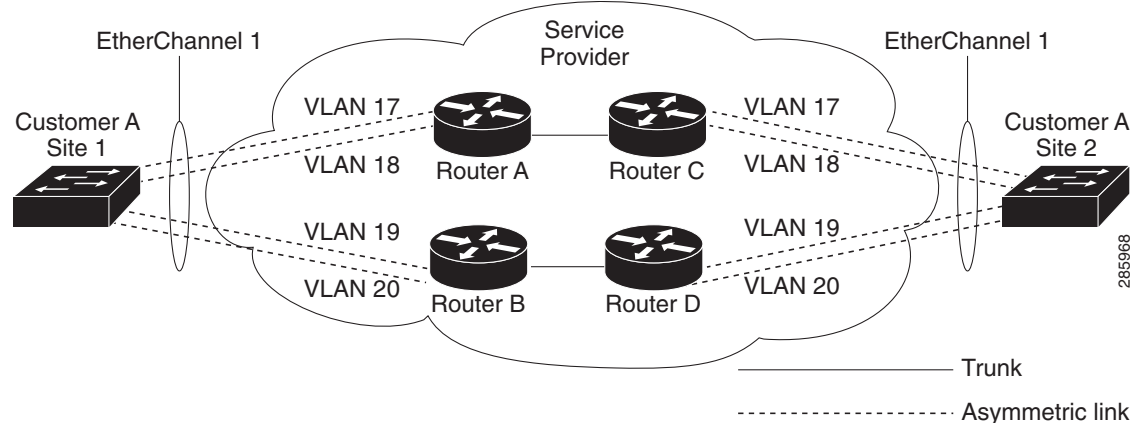 EtherChannel 1
Service
Provider
EtherChannel 1
VLAN 17
VLAN 17
Customer A
Site 1
Customer A
Site 2
VLAN 18
Router A
Router C
VLAN 18
VLAN 19
VLAN 19
VLAN 20
Router B
Router D
VLAN 20
285968
Trunk
Asymmetric link